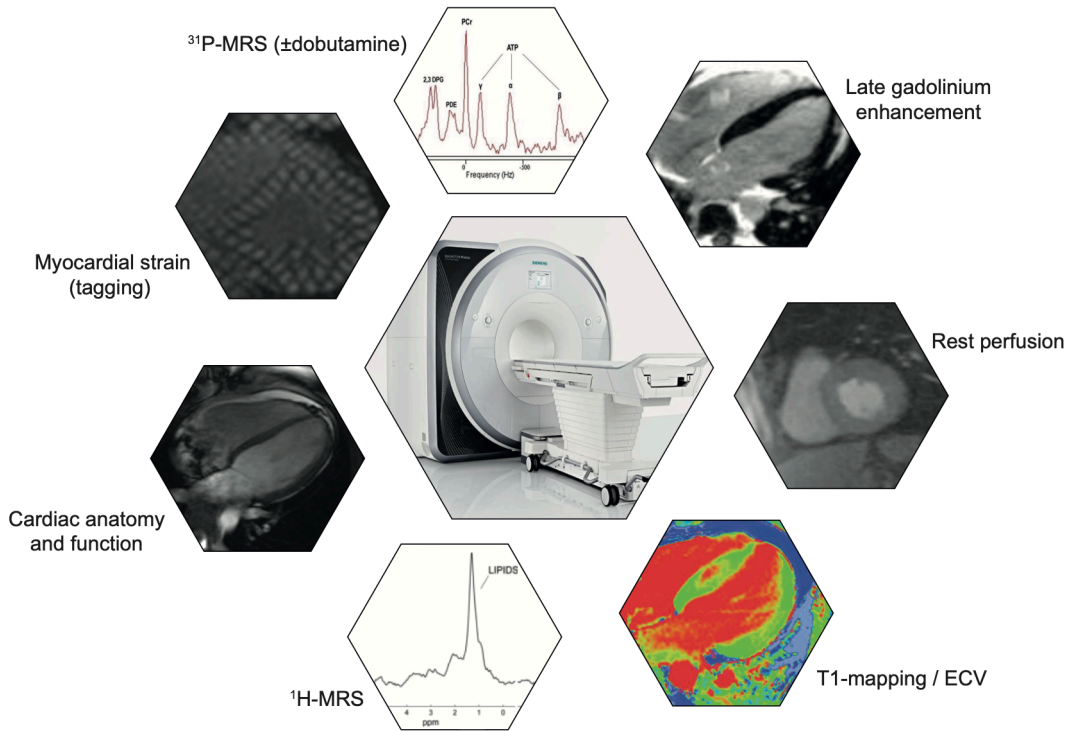 ³¹P-MRS (±dobutamine)
PCr
ATP
2,3 DPG
PDE
γ
α
β
0
-300
Frequency (Hz)
Late gadolinium
enhancement
Myocardial strain
(tagging)
SIEMENS
Rest perfusion
Cardiac anatomy
and function
LIPIDS
4 3 2 1 0
ppm
¹H-MRS
T1-mapping / ECV